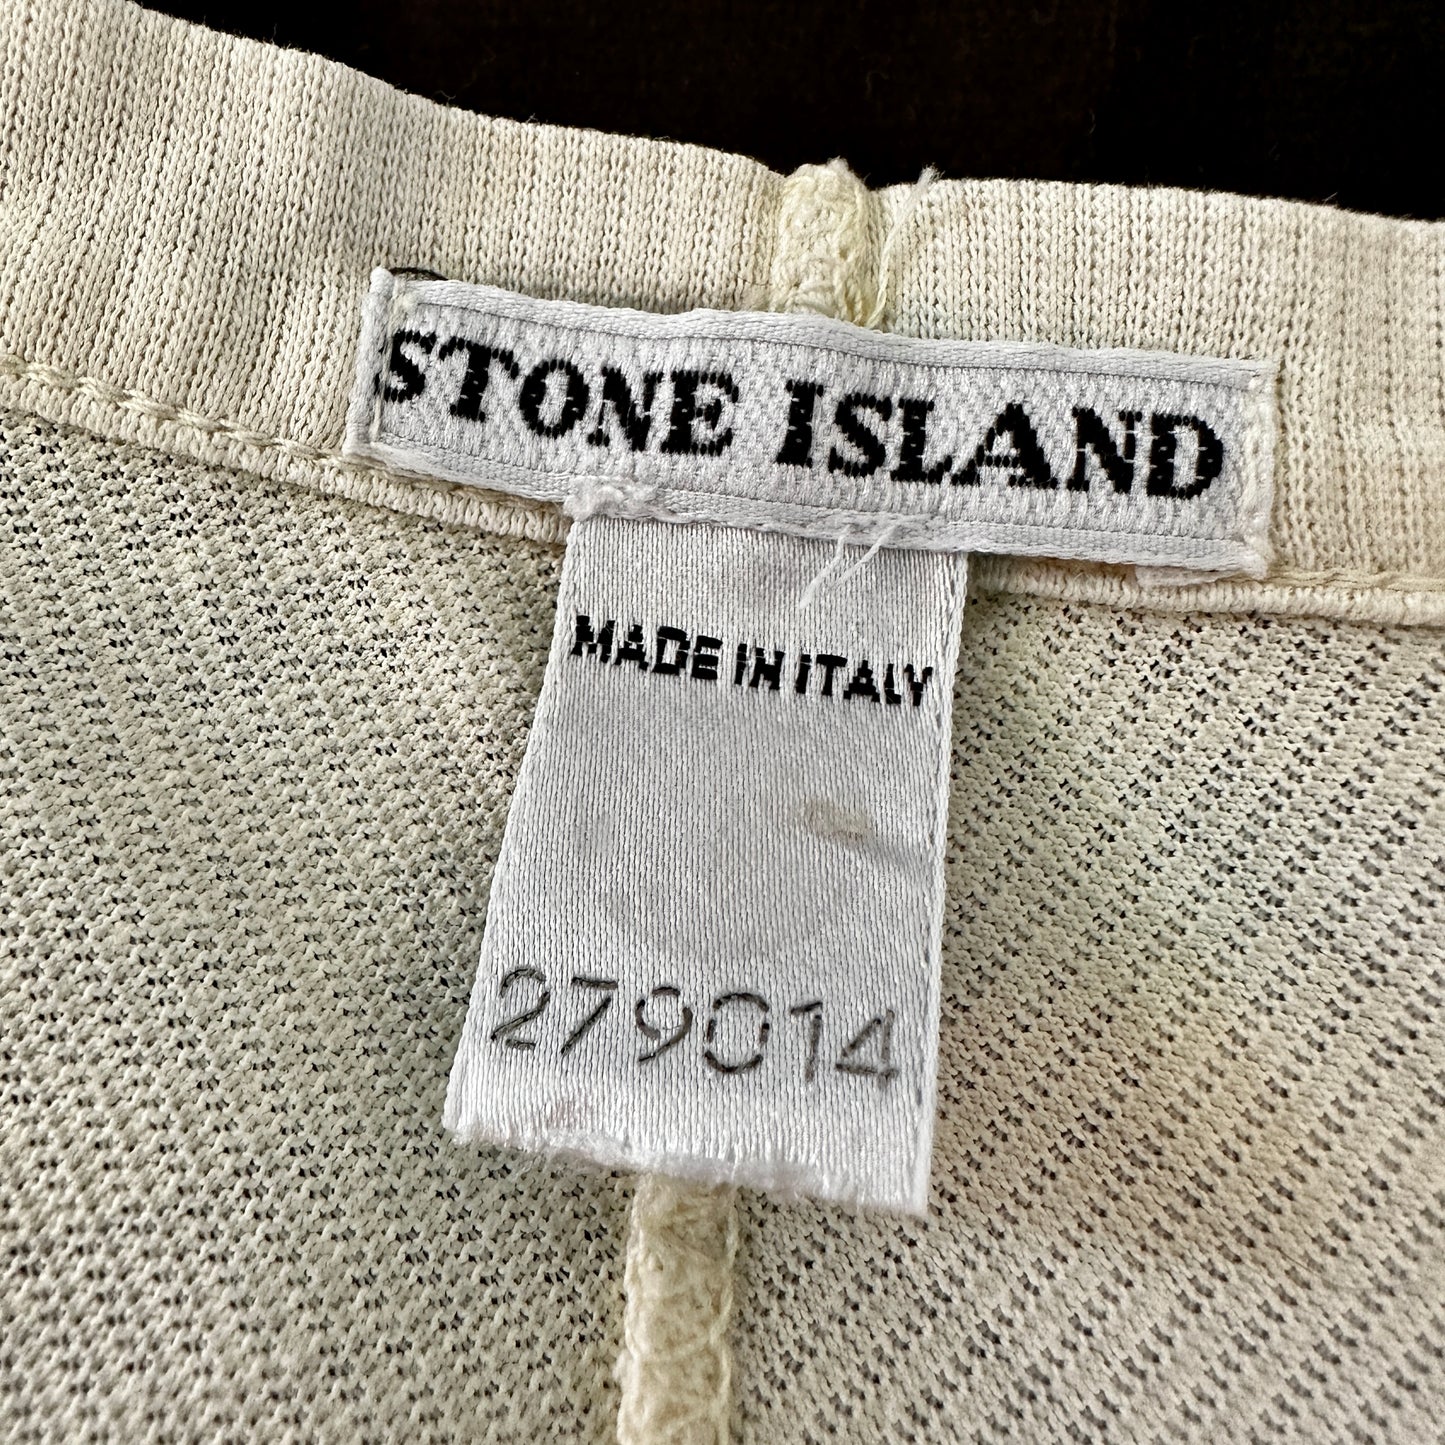 STONE ISLAND
MADE IN ITALY
279014